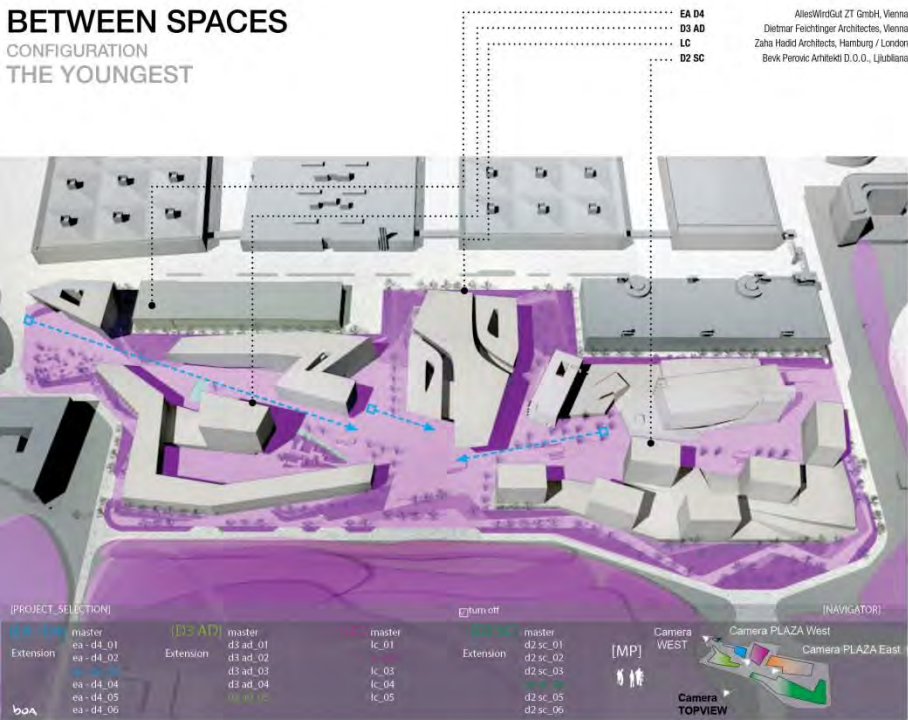 BETWEEN SPACES
CONFIGURATION
THE YOUNGEST
EA D4 AllesWirdGut ZT GmbH, Vienna
D3 AD Dietmar Feichtinger Architectes, Vienna
LC Zaha Hadid Architects, Hamburg / London
D2 SC Bevk Perovic Arhitekti D.O.O., Ljubliana
[PROJECT_SELECTION]
turn off
[NAVIGATOR]
master
Extension
ea - d4_01
ea - d4_02
ea - d4_04
ea - d4_05
ea - d4_06
[D3 AD] master
Extension
d3 ad_01
d3 ad_02
d3 ad_03
d3 ad_04
d3 ad_05
master
lc_01
lc_03
lc_04
lc_05
master
Extension
d2 sc_01
d2 sc_02
d2 sc_03
d2 sc_05
d2 sc_06
[MP]
Camera WEST
Camera PLAZA West
Camera PLAZA East
Camera TOPVIEW
boa